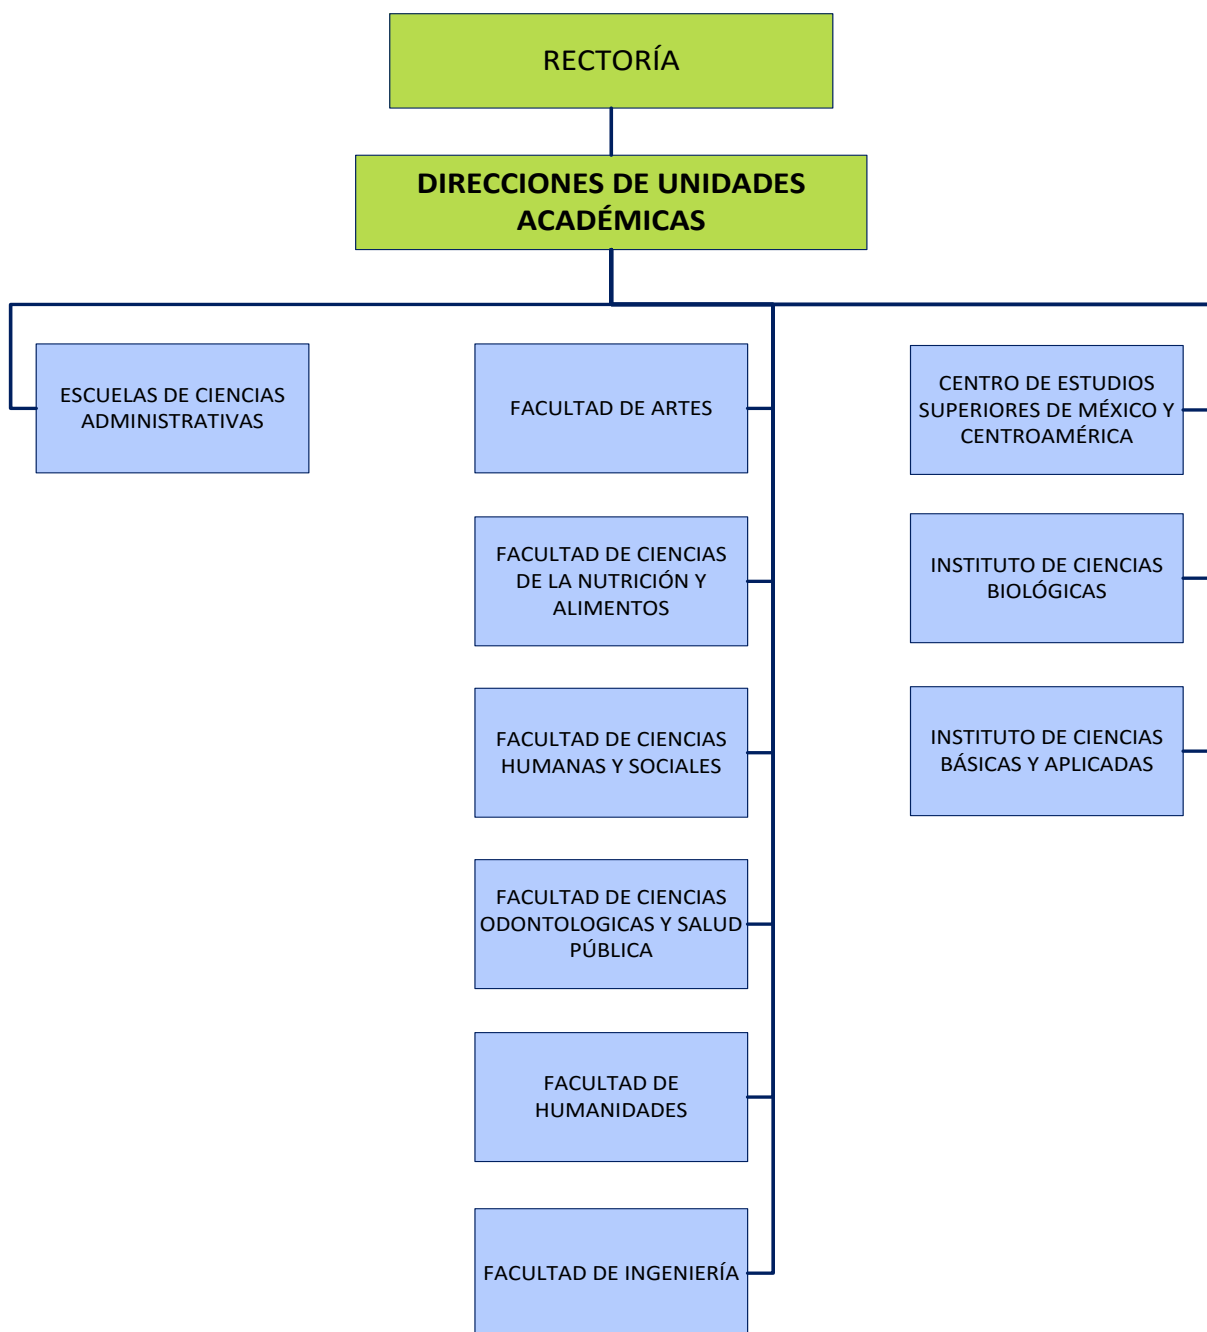 RECTORÍA
DIRECCIONES DE UNIDADES
ACADÉMICAS
ESCUELAS DE CIENCIAS
ADMINISTRATIVAS
FACULTAD DE ARTES
FACULTAD DE CIENCIAS
DE LA NUTRICIÓN Y
ALIMENTOS
FACULTAD DE CIENCIAS
HUMANAS Y SOCIALES
FACULTAD DE CIENCIAS
ODONTOLOGICAS Y SALUD
PÚBLICA
FACULTAD DE
HUMANIDADES
FACULTAD DE INGENIERÍA
CENTRO DE ESTUDIOS
SUPERIORES DE MÉXICO Y
CENTROAMÉRICA
INSTITUTO DE CIENCIAS
BIOLÓGICAS
INSTITUTO DE CIENCIAS
BÁSICAS Y APLICADAS